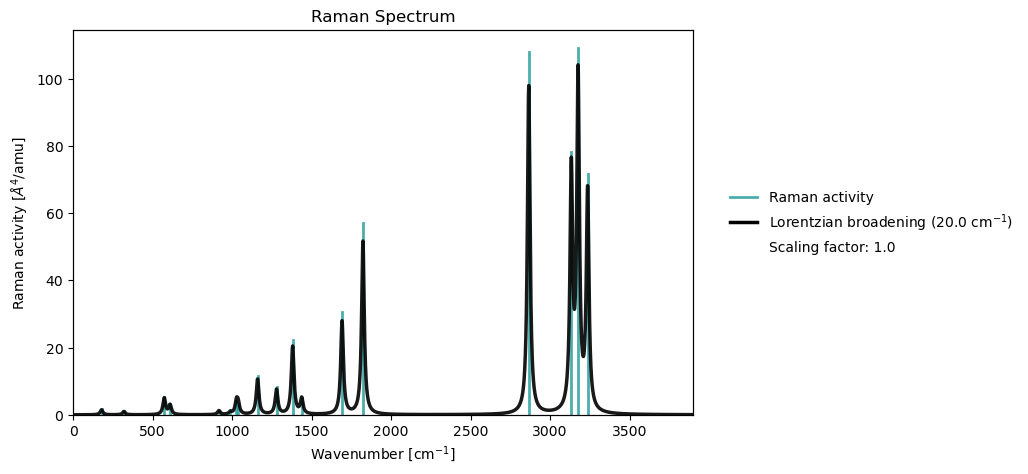 Raman Spectrum
Raman activity [Å⁴/amu]
100
80
60
40
20
0
0 500 1000 1500 2000 2500 3000 3500
Wavenumber [cm⁻¹]
Raman activity
Lorentzian broadening (20.0 cm⁻¹)
Scaling factor: 1.0